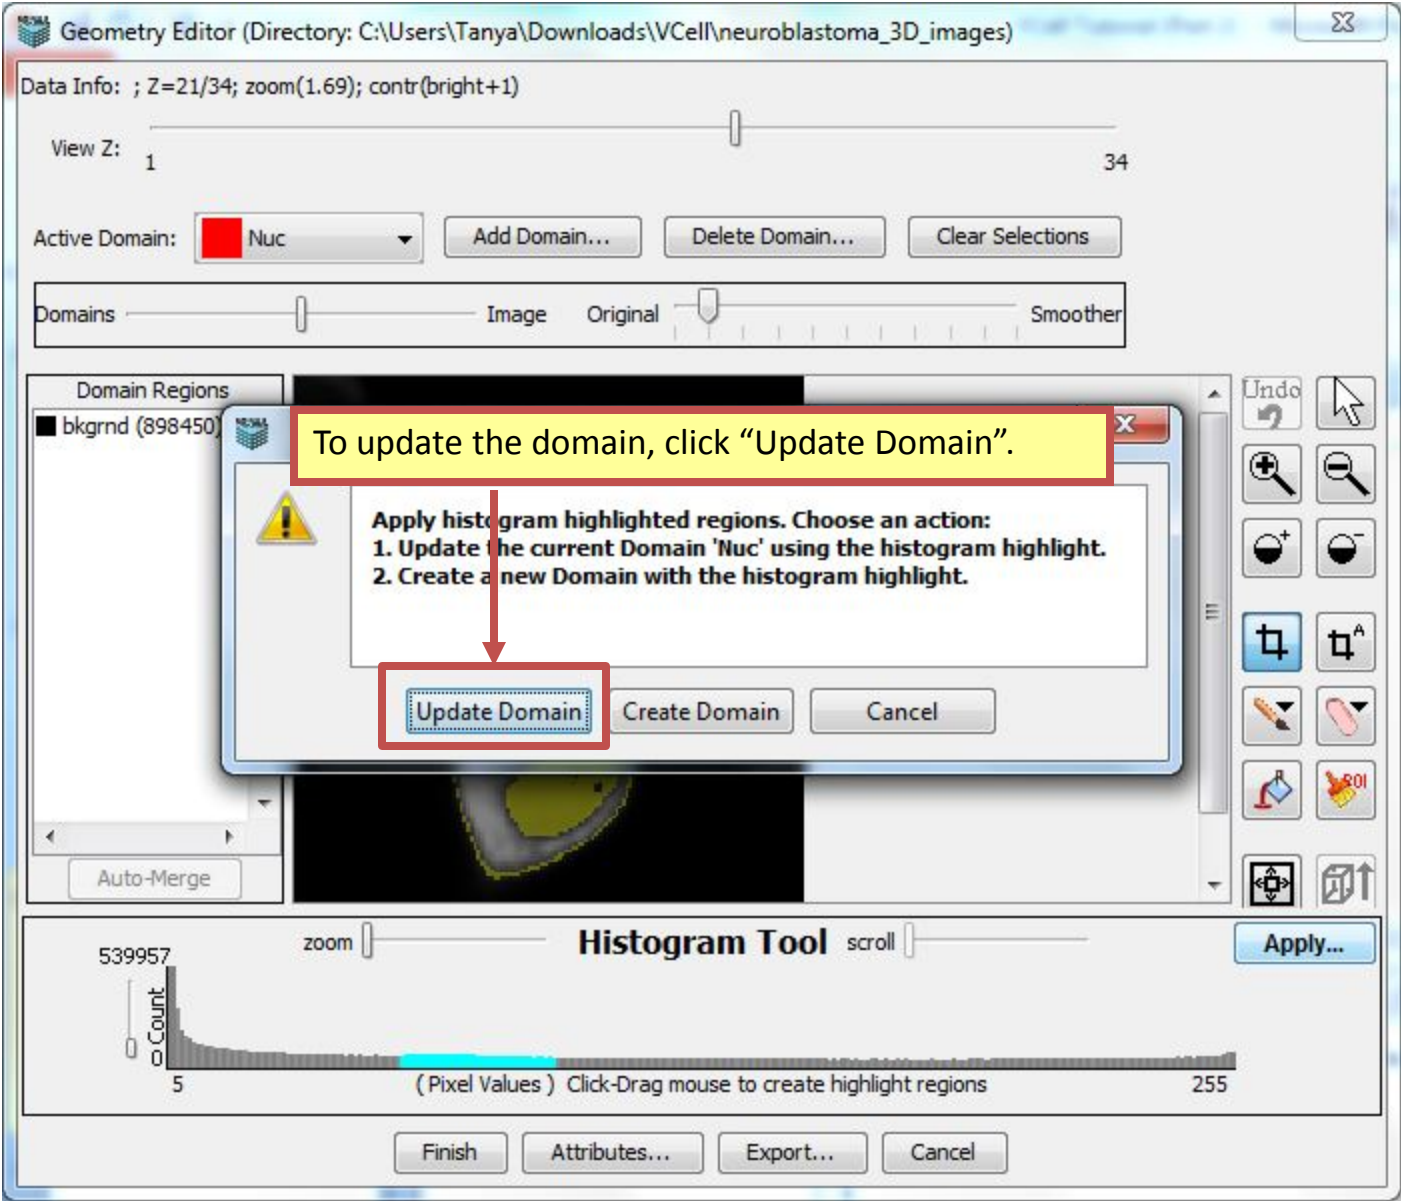 Geometry Editor (Directory: C:\Users\Tanya\Downloads\VCell\neuroblastoma_3D_images)
Data Info: ; Z=21/34; zoom(1.69); contr(bright+1)
View Z:
1
34
Active Domain: Nuc Add Domain... Delete Domain... Clear Selections
Domains Image Original Smoother
Domain Regions
bkgrnd (898450)
Undo
To update the domain, click “Update Domain”.
Apply histogram highlighted regions. Choose an action:
1. Update the current Domain 'Nuc' using the histogram highlight.
2. Create a new Domain with the histogram highlight.
Update Domain Create Domain Cancel
A
ROI
Auto-Merge
zoom Histogram Tool scroll Apply...
539957
Count
0
5 ( Pixel Values ) Click-Drag mouse to create highlight regions 255
Finish Attributes... Export... Cancel